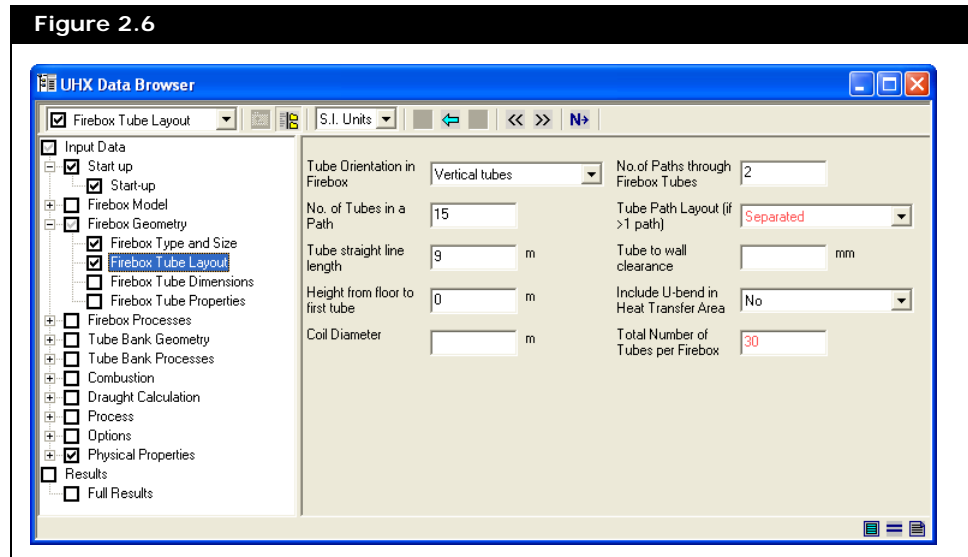 Figure 2.6
UHX Data Browser
Firebox Tube Layout
S.I. Units
N
Input Data
Start up
Start-up
Firebox Model
Firebox Geometry
Firebox Type and Size
Firebox Tube Layout
Firebox Tube Dimensions
Firebox Tube Properties
Firebox Processes
Tube Bank Geometry
Tube Bank Processes
Combustion
Draught Calculation
Process
Options
Physical Properties
Results
Full Results
Tube Orientation in
Firebox
Vertical tubes
No.of Paths through
Firebox Tubes
2
No. of Tubes in a
Path
15
Tube Path Layout (if
>1 path)
Separated
Tube straight line
length
9 m
Tube to wall
clearance
mm
Height from floor to
first tube
0 m
Include U-bend in
Heat Transfer Area
No
Coil Diameter
m
Total Number of
Tubes per Firebox
30